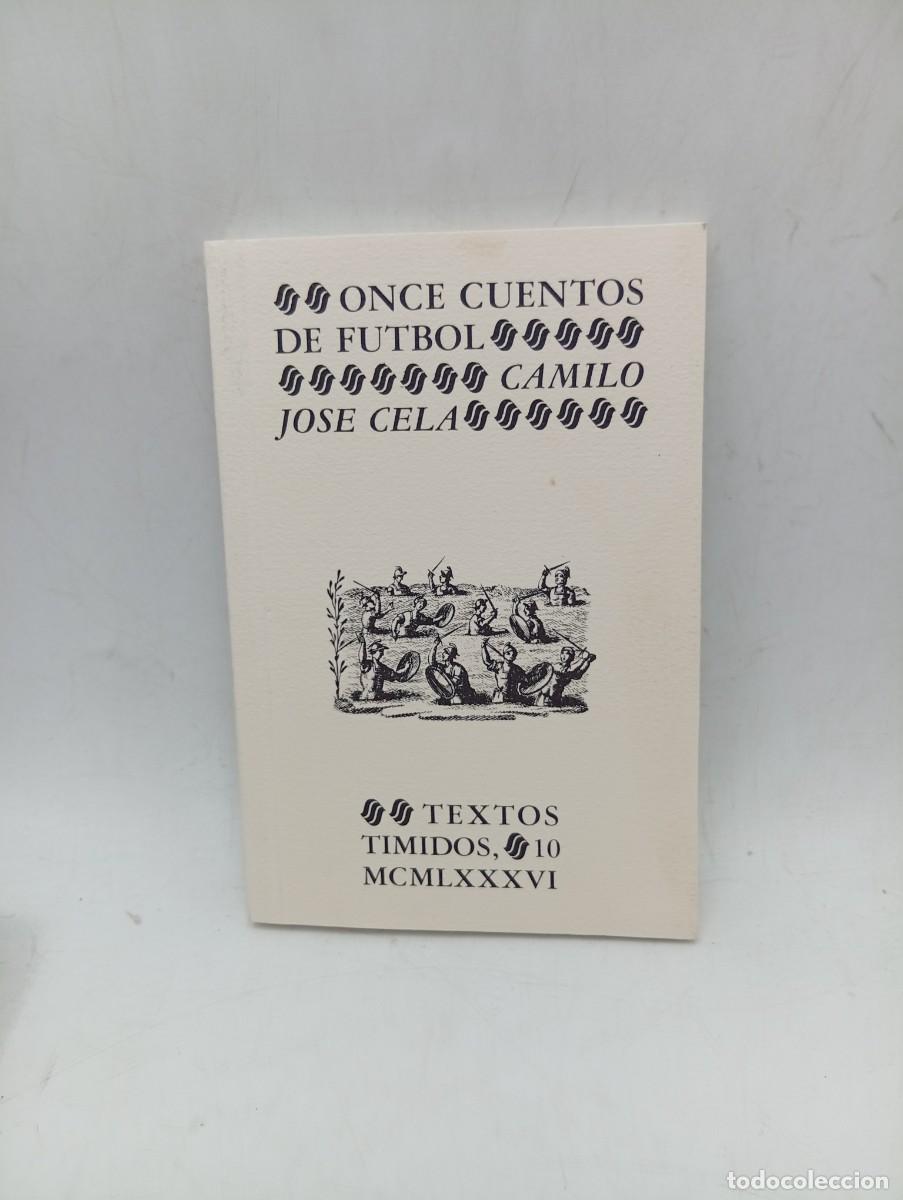 ONCE CUENTOS
DE FUTBOL
CAMILO
JOSE CELA
TEXTOS
TIMIDOS, 10
MCMLXXXVI
todocoleccion